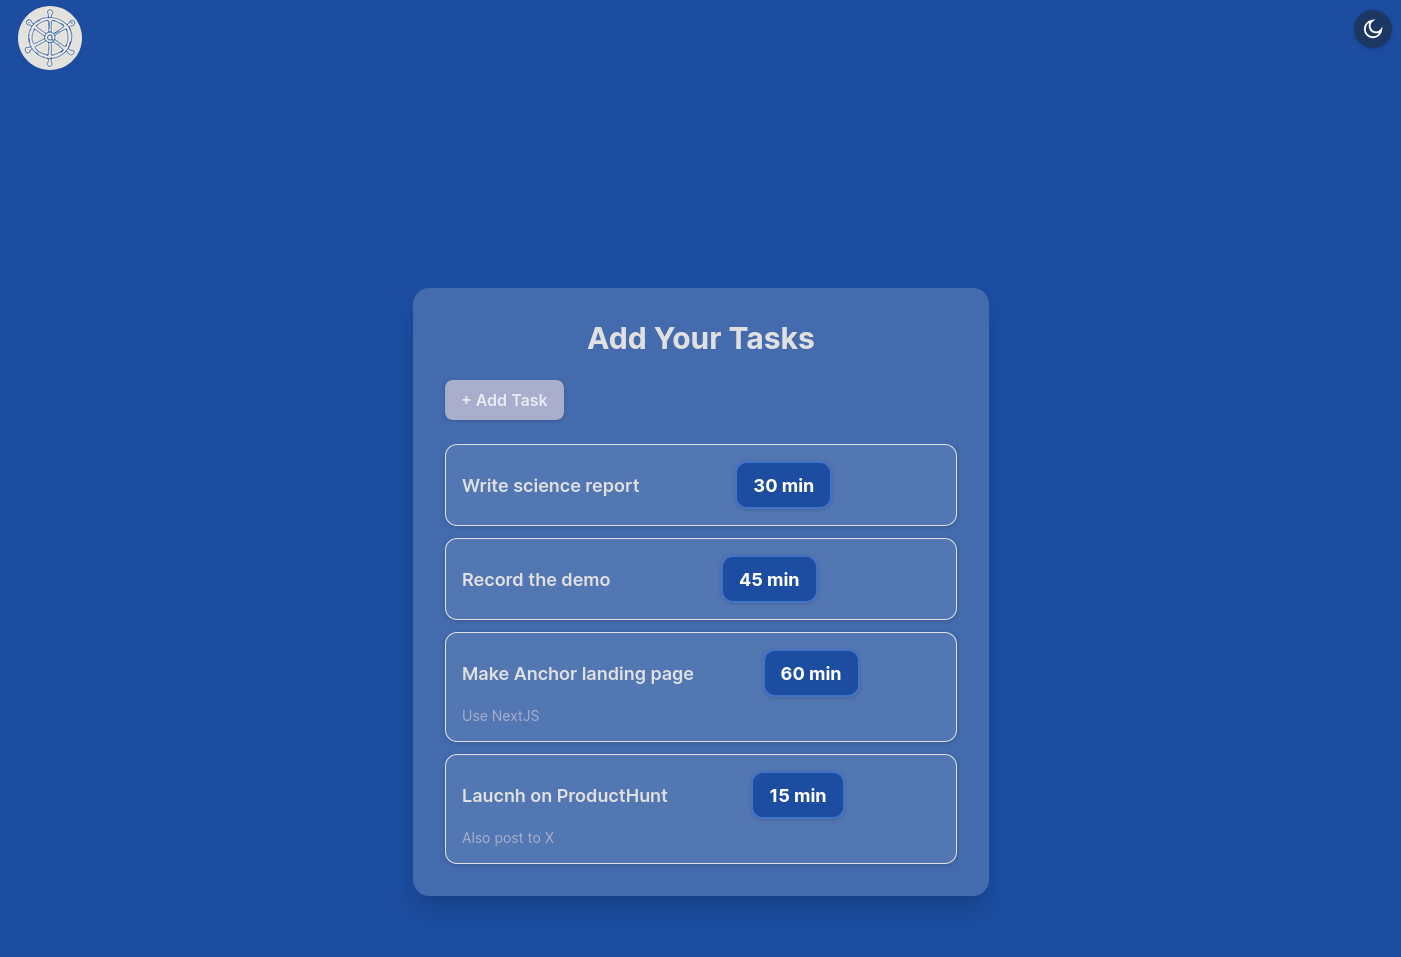 Add Your Tasks
+ Add Task
Write science report 30 min
Record the demo 45 min
Make Anchor landing page 60 min
Use NextJS
Laucnh on ProductHunt 15 min
Also post to X